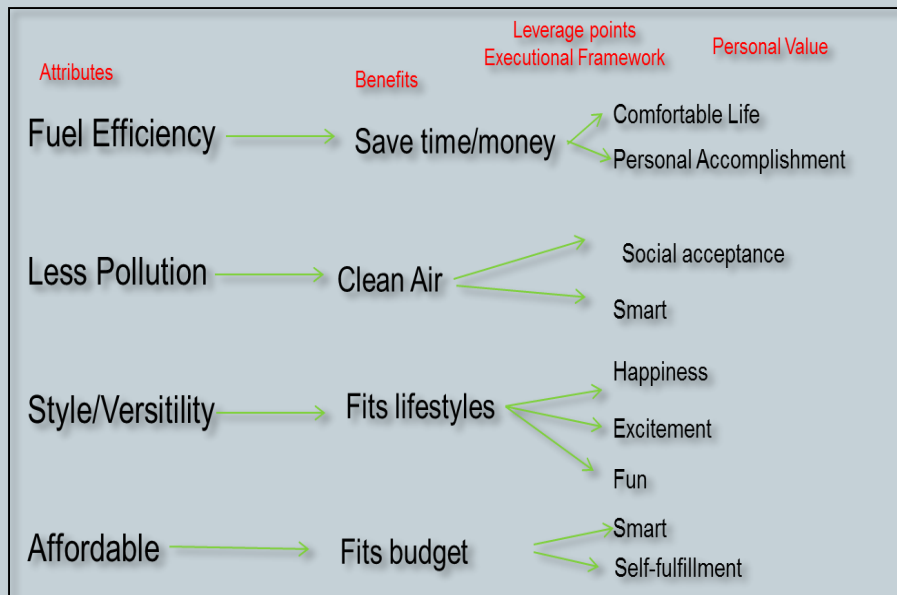 Leverage points
Executional Framework
Personal Value
Attributes
Benefits
Fuel Efficiency
Save time/money
Comfortable Life
Personal Accomplishment
Less Pollution
Clean Air
Social acceptance
Smart
Style/Versitility
Fits lifestyles
Happiness
Excitement
Fun
Affordable
Fits budget
Smart
Self-fulfillment